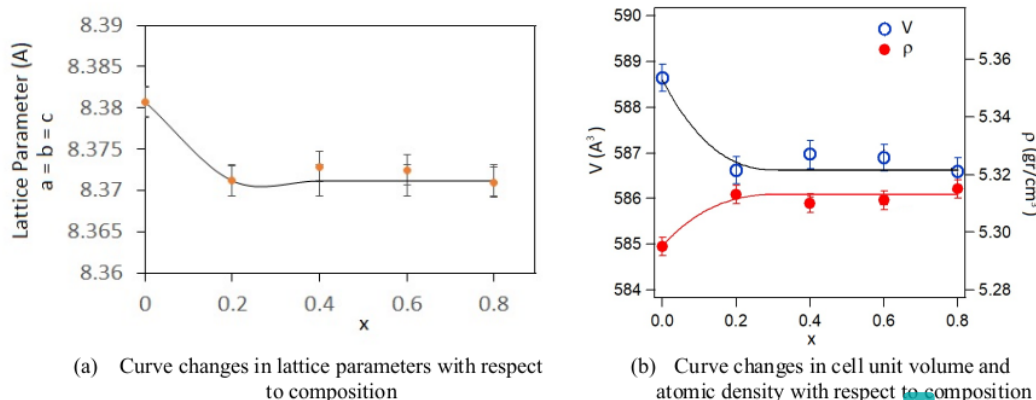 8.39
8.385
8.38
8.375
8.37
8.365
8.36
Lattice Parameter (A)
a = b = c
0 0.2 0.4 0.6 0.8
x
(a) Curve changes in lattice parameters with respect
to composition
590
589
588
587
586
585
584
V (A³)
V
ρ
5.36
5.34
5.32
5.30
5.28
ρ (gr/cm³)
0.0 0.2 0.4 0.6 0.8
x
(b) Curve changes in cell unit volume and
atomic density with respect to composition